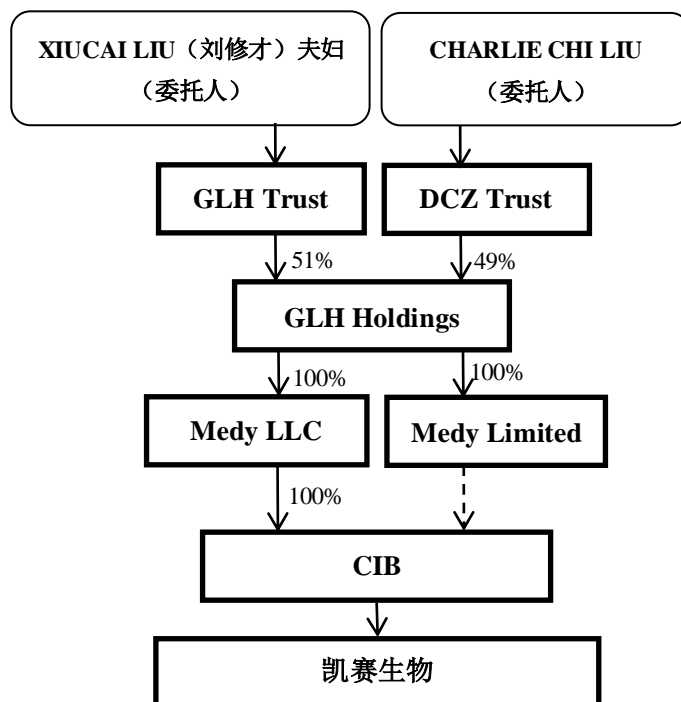 XIUCAI LIU（刘修才）夫妇
（委托人）
CHARLIE CHI LIU
（委托人）
GLH Trust
DCZ Trust
51%
49%
GLH Holdings
100%
100%
Medy LLC
Medy Limited
100%
CIB
凯赛生物